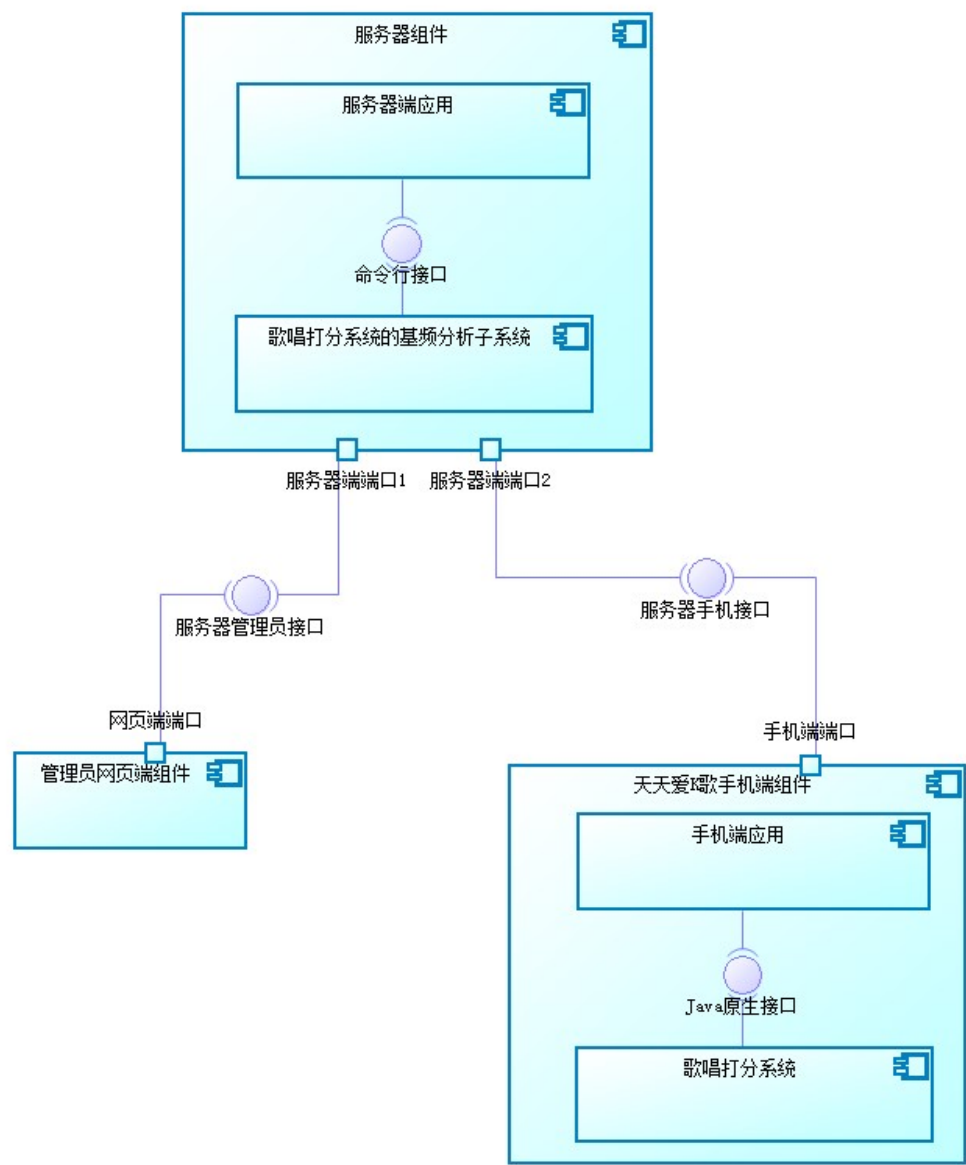 服务器组件
服务器端应用
命令行接口
歌唱打分系统的基频分析子系统
服务器端端口1
服务器端端口2
服务器管理员接口
服务器手机接口
网页端端口
手机端端口
管理员网页端组件
天天爱K歌手机端组件
手机端应用
Java原生接口
歌唱打分系统